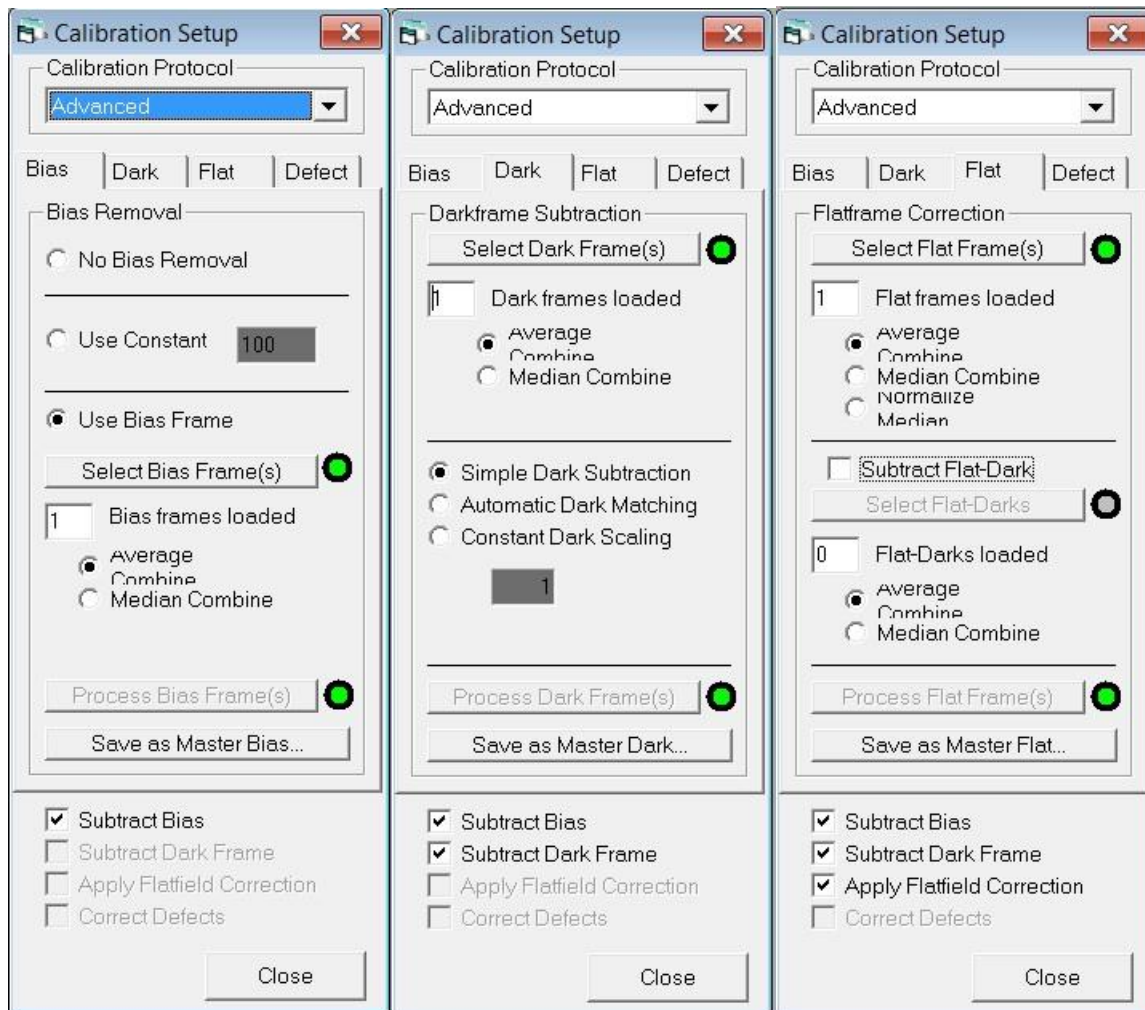 Calibration Setup
Calibration Protocol
Advanced
Bias Dark Flat Defect
Bias Removal
No Bias Removal
Use Constant 100
Use Bias Frame
Select Bias Frame(s)
1 Bias frames loaded
Average
Combine
Median Combine
Process Bias Frame(s)
Save as Master Bias...
Subtract Bias
Subtract Dark Frame
Apply Flatfield Correction
Correct Defects
Close
Calibration Setup
Calibration Protocol
Advanced
Bias Dark Flat Defect
Darkframe Subtraction
Select Dark Frame(s)
1 Dark frames loaded
Average
Combine
Median Combine
Simple Dark Subtraction
Automatic Dark Matching
Constant Dark Scaling
1
Process Dark Frame(s)
Save as Master Dark...
Subtract Bias
Subtract Dark Frame
Apply Flatfield Correction
Correct Defects
Close
Calibration Setup
Calibration Protocol
Advanced
Bias Dark Flat Defect
Flatframe Correction
Select Flat Frame(s)
1 Flat frames loaded
Average
Combine
Median Combine
Normalize
Median
Subtract Flat-Dark
Select Flat-Darks
0 Flat-Darks loaded
Average
Combine
Median Combine
Process Flat Frame(s)
Save as Master Flat...
Subtract Bias
Subtract Dark Frame
Apply Flatfield Correction
Correct Defects
Close